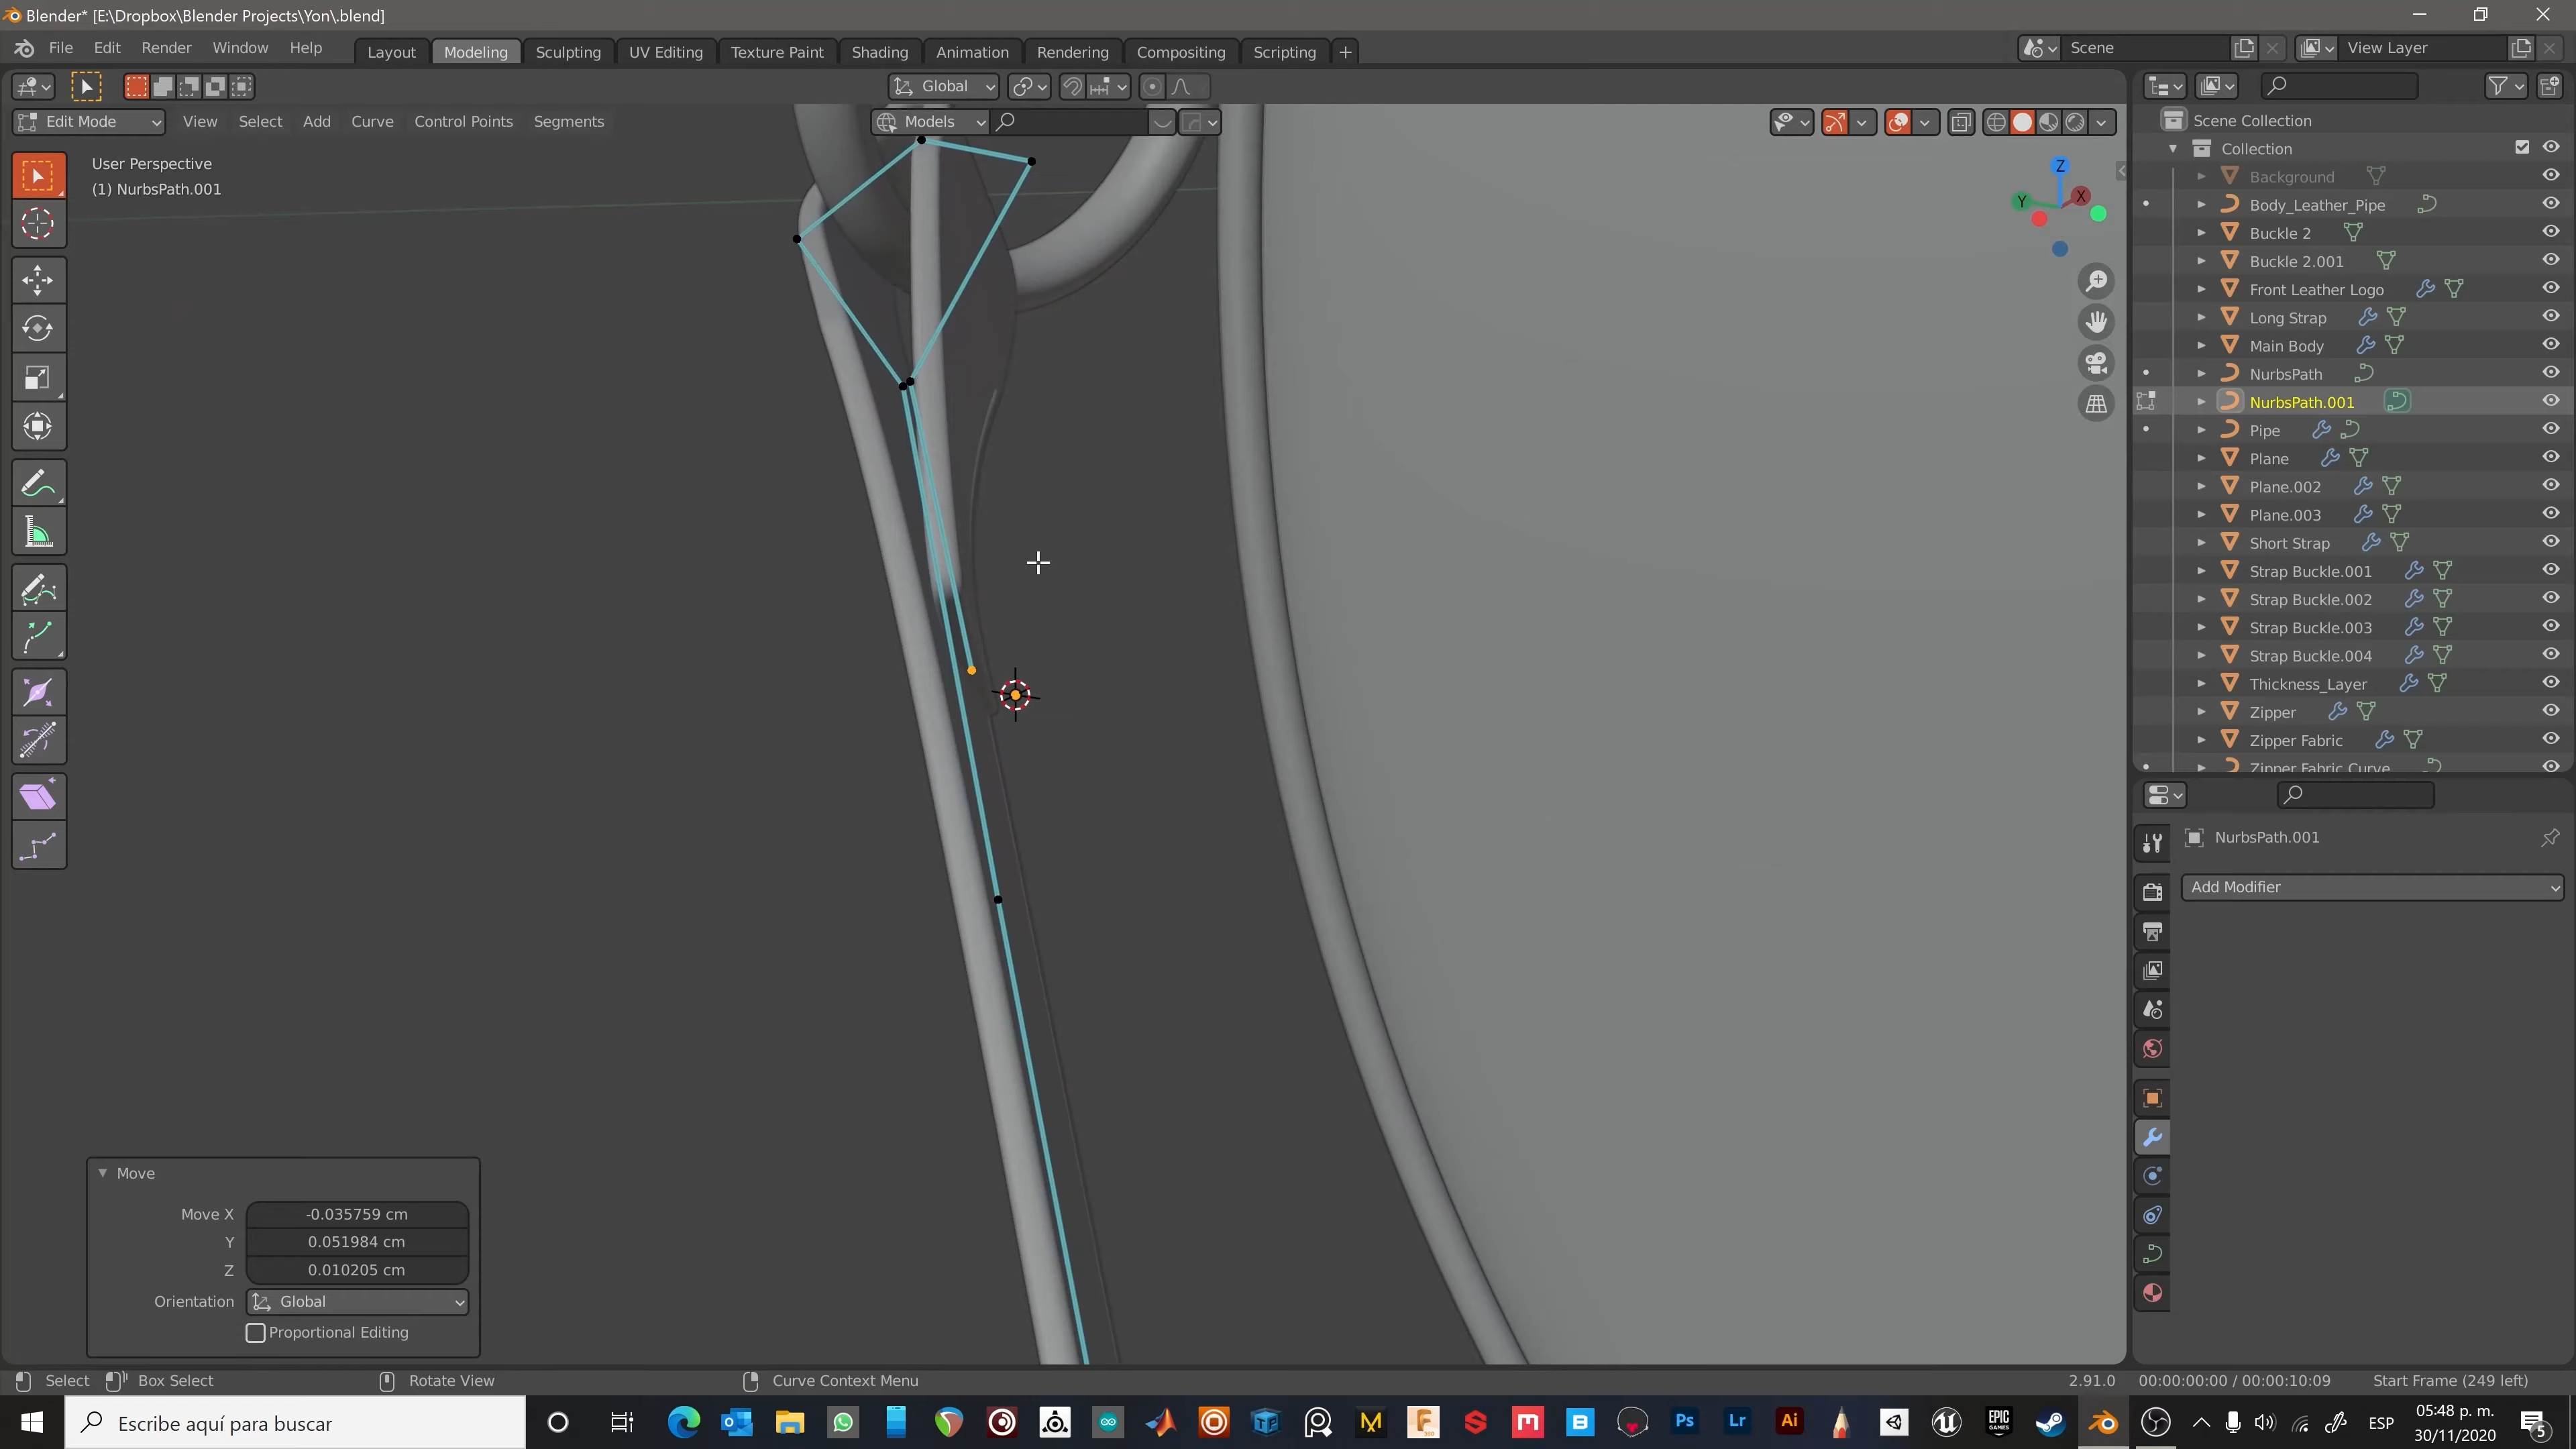 Blender* [E:\Dropbox\Blender Projects\Yon\.blend]
File Edit Render Window Help
Layout Modeling Sculpting UV Editing Texture Paint Shading Animation Rendering Compositing Scripting +
Scene
View Layer
Global
Edit Mode View Select Add Curve Control Points Segments
Models
User Perspective
(1) NurbsPath.001
Z
Y
X
Scene Collection
Collection
Background
Body_Leather_Pipe
Buckle 2
Buckle 2.001
Front Leather Logo
Long Strap
Main Body
NurbsPath
NurbsPath.001
Pipe
Plane
Plane.002
Plane.003
Short Strap
Strap Buckle.001
Strap Buckle.002
Strap Buckle.003
Strap Buckle.004
Thickness_Layer
Zipper
Zipper Fabric
Zipper Fabric Curve
NurbsPath.001
Add Modifier
Move
Move X -0.035759 cm
Y 0.051984 cm
Z 0.010205 cm
Orientation Global
Proportional Editing
Select Box Select Rotate View Curve Context Menu
2.91.0 00:00:00:00 / 00:00:10:09 Start Frame (249 left)
Escribe aquí para buscar
Ps
Lr
Ai
EPIC
GAMES
ESP
05:48 p. m.
30/11/2020
5